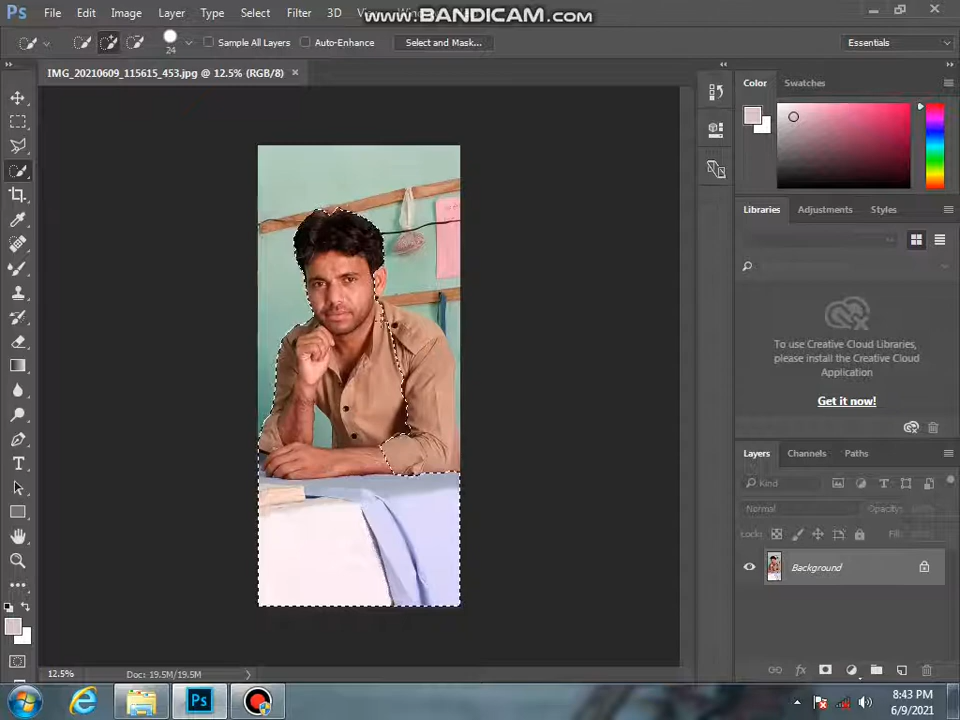 Ps File Edit Image Layer Type Select Filter 3D
www.BANDICAM.com
24 Sample All Layers Auto-Enhance Select and Mask... Essentials
IMG_20210609_115615_453.jpg @ 12.5% (RGB/8) ×
Color Swatches
Libraries Adjustments Styles
To use Creative Cloud Libraries,
please install the Creative Cloud
Application
Get it now!
Layers Channels Paths
Kind
Normal Opacity:
Lock: Fill:
Background
T
12.5% Doc: 19.5M/19.5M
Ps
8:43 PM
6/9/2021